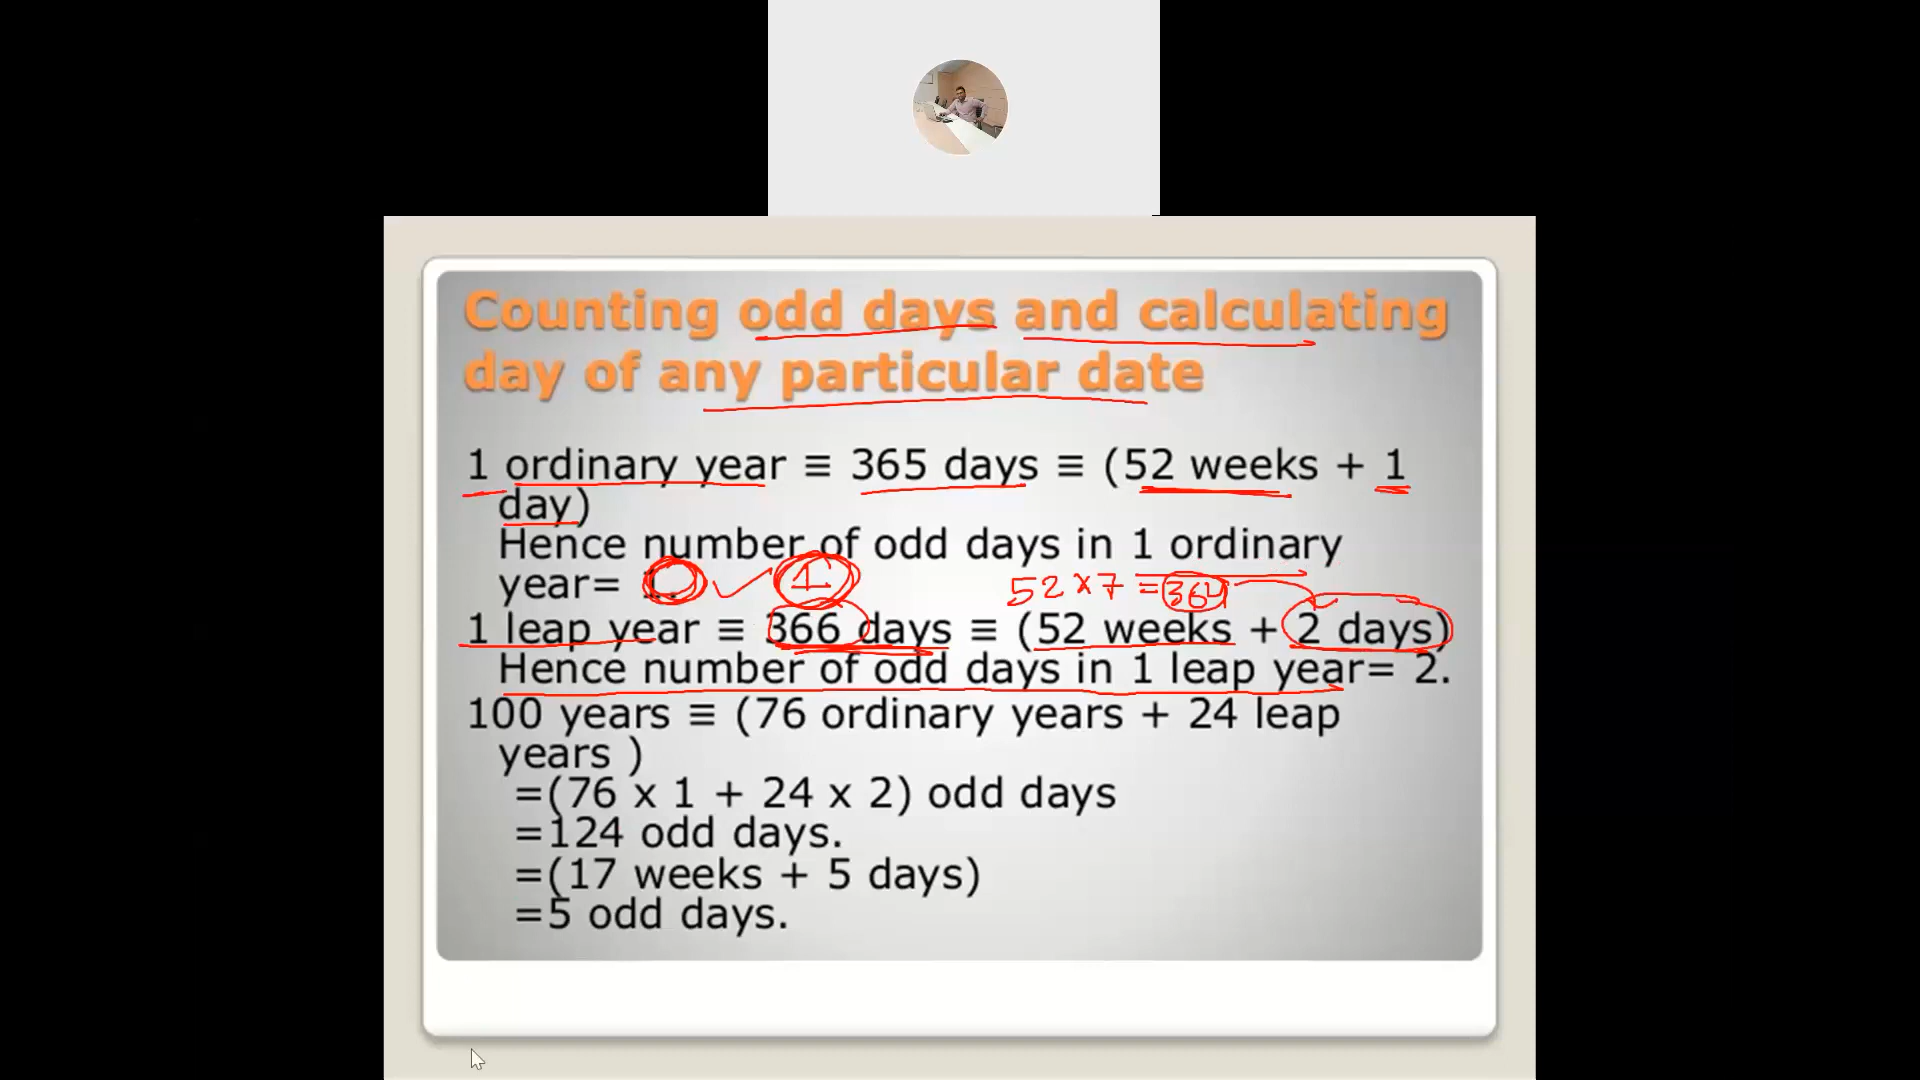 Counting odd days and calculating
day of any particular date
1 ordinary year ≡ 365 days ≡ (52 weeks + 1
day)
Hence number of odd days in 1 ordinary
year= 1.
1
52 x 7 = 364
1 leap year ≡ 366 days ≡ (52 weeks + 2 days)
Hence number of odd days in 1 leap year= 2.
100 years ≡ (76 ordinary years + 24 leap
years )
=(76 x 1 + 24 x 2) odd days
=124 odd days.
=(17 weeks + 5 days)
=5 odd days.